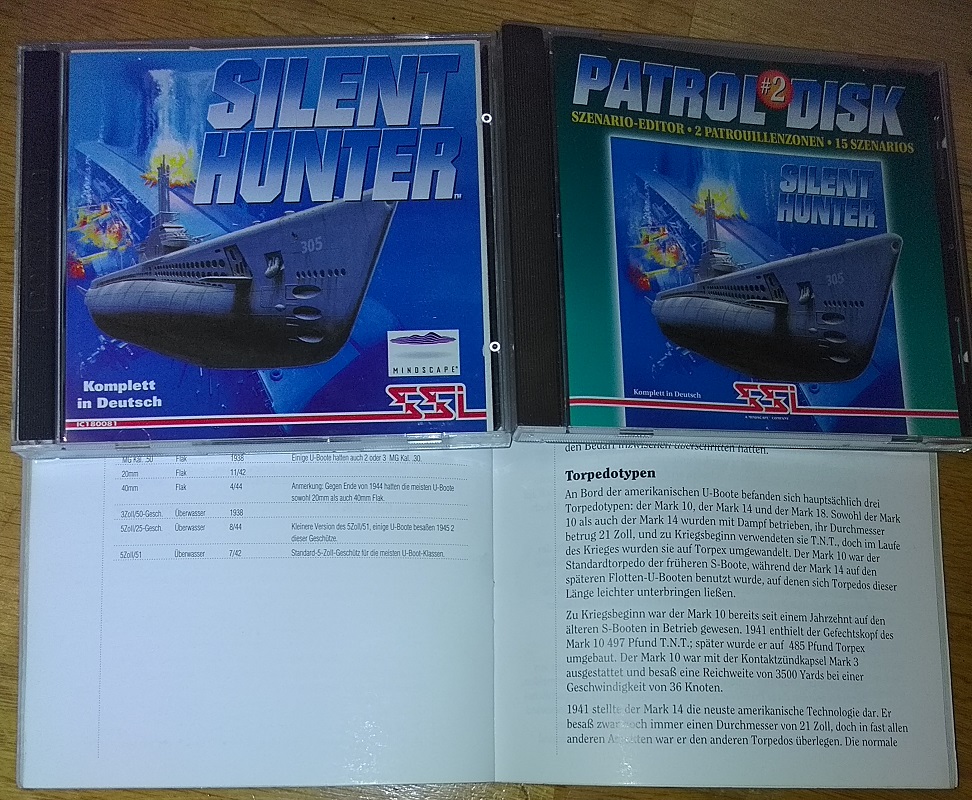 SILENT
HUNTER™
305
Komplett
in Deutsch
MINDSCAPE®
SSI
IC180081
PATROL #2 DISK
SZENARIO-EDITOR • 2 PATROUILLENZONEN • 15 SZENARIOS
SILENT
HUNTER™
305
Komplett in Deutsch
SSI
A MINDSCAPE COMPANY
MG Kal. .50 Flak 1938 Einige U-Boote hatten auch 2 oder 3 MG Kal. .30.
20mm Flak 11/42
40mm Flak 4/44 Anmerkung: Gegen Ende von 1944 hatten die meisten U-Boote
sowohl 20mm als auch 40mm Flak.
3Zoll/50-Gesch. Überwasser 1938
5Zoll/25-Gesch. Überwasser 8/44 Kleinere Version des 5Zoll/51, einige U-Boote besaßen 1945 2
dieser Geschütze.
5Zoll/51 Überwasser 7/42 Standard-5-Zoll-Geschütz für die meisten U-Boot-Klassen.
den Bedarf inzwischen überschritten hatten.
Torpedotypen
An Bord der amerikanischen U-Boote befanden sich hauptsächlich drei
Torpedotypen: der Mark 10, der Mark 14 und der Mark 18. Sowohl der Mark
10 als auch der Mark 14 wurden mit Dampf betrieben, ihr Durchmesser
betrug 21 Zoll, und zu Kriegsbeginn verwendeten sie T.N.T., doch im Laufe
des Krieges wurden sie auf Torpex umgewandelt. Der Mark 10 war der
Standardtorpedo der früheren S-Boote, während der Mark 14 auf den
späteren Flotten-U-Booten benutzt wurde, auf denen sich Torpedos dieser
Länge leichter unterbringen ließen.
Zu Kriegsbeginn war der Mark 10 bereits seit einem Jahrzehnt auf den
älteren S-Booten in Betrieb gewesen. 1941 enthielt der Gefechtskopf des
Mark 10 497 Pfund T.N.T.; später wurde er auf 485 Pfund Torpex
umgebaut. Der Mark 10 war mit der Kontaktzündkapsel Mark 3
ausgestattet und besaß eine Reichweite von 3500 Yards bei einer
Geschwindigkeit von 36 Knoten.
1941 stellte der Mark 14 die neuste amerikanische Technologie dar. Er
besaß zwar noch immer einen Durchmesser von 21 Zoll, doch in fast allen
anderen Aspekten war er den anderen Torpedos überlegen. Die normale